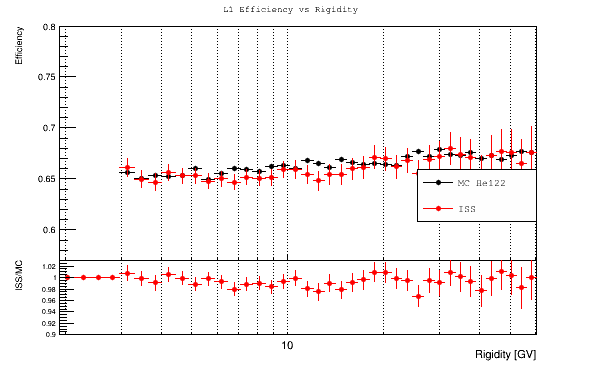 L1 Efficiency vs Rigidity
Efficiency
0.8
0.75
0.7
0.65
0.6
MC He122
ISS
ISS/MC
1.02
1
0.98
0.96
0.94
0.92
0.9
10
Rigidity [GV]